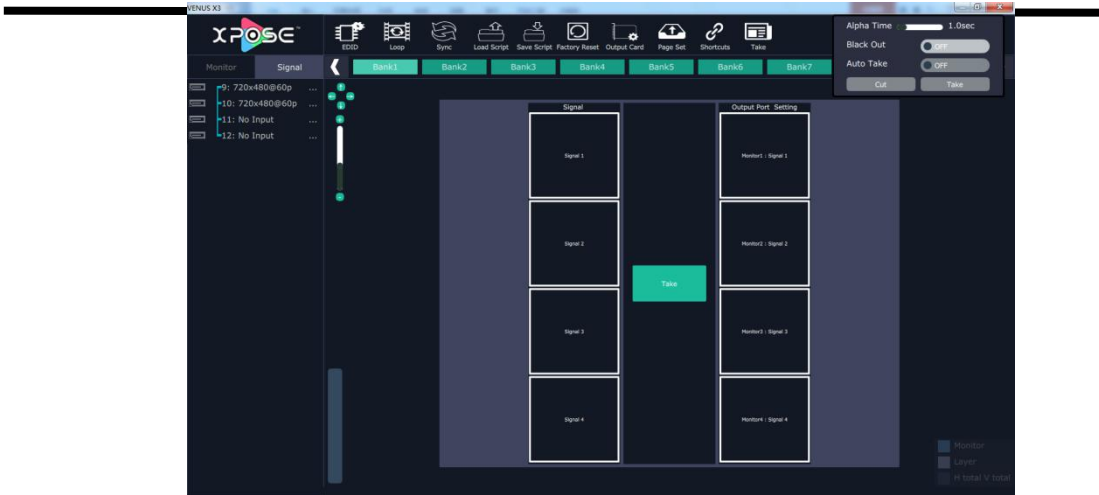 VENUS X3
XPOSE™
EDID
Loop
Sync
Load Script
Save Script
Factory Reset
Output Card
Page Set
Shortcuts
Take
Alpha Time 1.0sec
Black Out OFF
Auto Take OFF
Cut Take
Monitor Signal
Bank1 Bank2 Bank3 Bank4 Bank5 Bank6 Bank7
9: 720x480@60p ...
10: 720x480@60p ...
11: No Input ...
12: No Input ...
Signal
Output Port Setting
Signal 1
Monitor1 : Signal 1
Signal 2
Monitor2 : Signal 2
Take
Signal 3
Monitor3 : Signal 3
Signal 4
Monitor4 : Signal 4
Monitor
Layer
H total V total